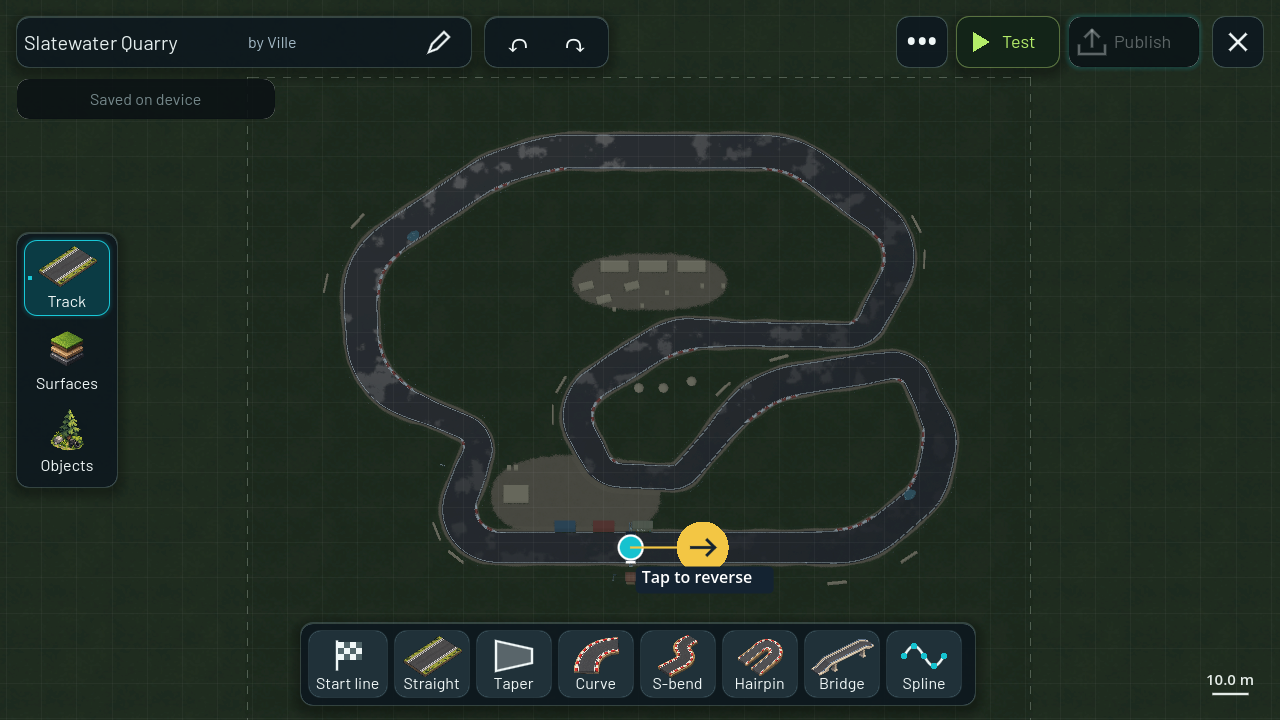 Slatewater Quarry
by Ville
Test
Publish
Saved on device
Track
Surfaces
Objects
Tap to reverse
Start line
Straight
Taper
Curve
S-bend
Hairpin
Bridge
Spline
10.0 m